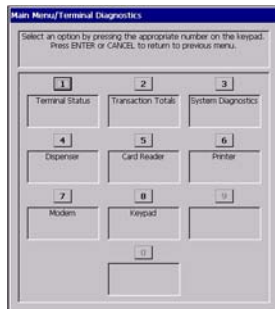 Main Menu/Terminal Diagnostics
Select an option by pressing the appropriate number on the keypad.
Press ENTER or CANCEL to return to
previous menu.
1 2 3
Terminal Status Transaction Totals System Diagnostics
4 5 6
Dispenser Card Reader Printer
7 8 9
Modem Keypad
0